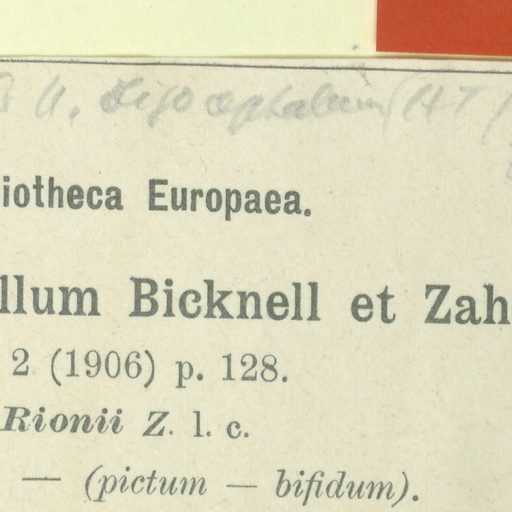 iotheca Europaea.
llum Bicknell et Zah
2 (1906) p. 128.
Rionii Z. l. c.
— (pictum — bifidum).